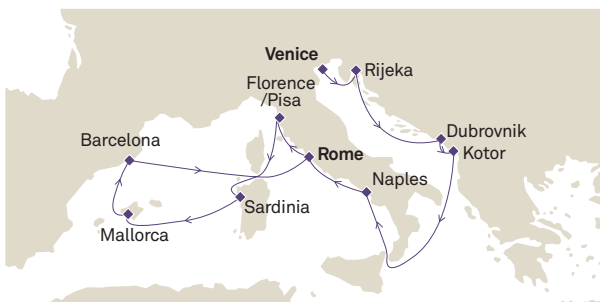 Venice
Rijeka
Florence
/Pisa
Dubrovnik
Barcelona
Kotor
Rome
Naples
Sardinia
Mallorca